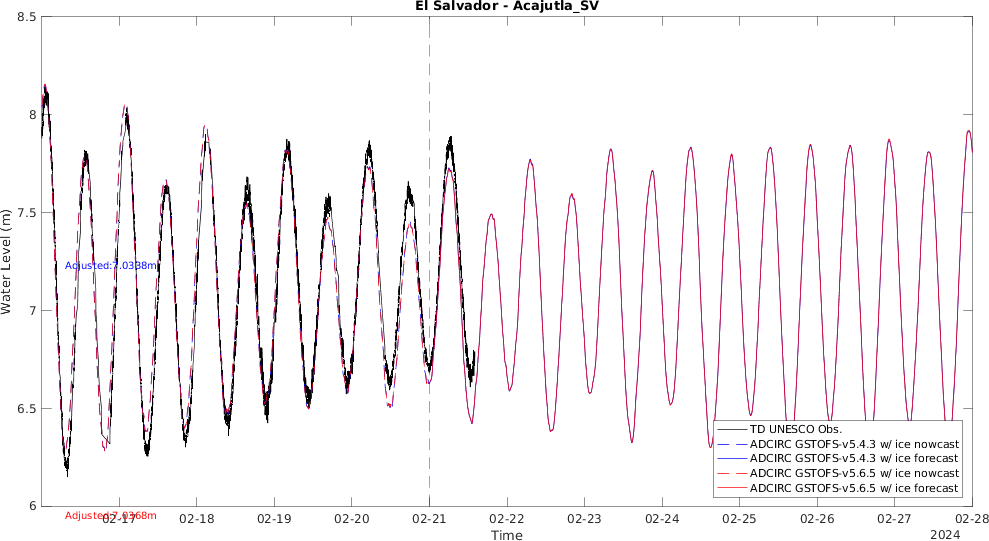 El Salvador - Acajutla_SV
8.5
8
7.5
7
6.5
6
Water Level (m)
Adjusted:7.0338m
Adjusted:7.0368m
TD UNESCO Obs.
ADCIRC GSTOFS-v5.4.3 w/ ice nowcast
ADCIRC GSTOFS-v5.4.3 w/ ice forecast
ADCIRC GSTOFS-v5.6.5 w/ ice nowcast
ADCIRC GSTOFS-v5.6.5 w/ ice forecast
02-17 02-18 02-19 02-20 02-21 02-22 02-23 02-24 02-25 02-26 02-27 02-28
Time
2024